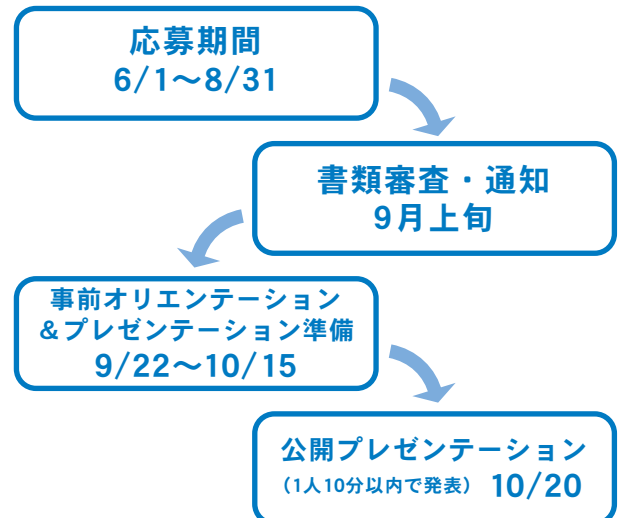 応募期間
6/1〜8/31
書類審査・通知
9月上旬
事前オリエンテーション
&プレゼンテーション準備
9/22〜10/15
公開プレゼンテーション
(1人10分以内で発表) 10/20